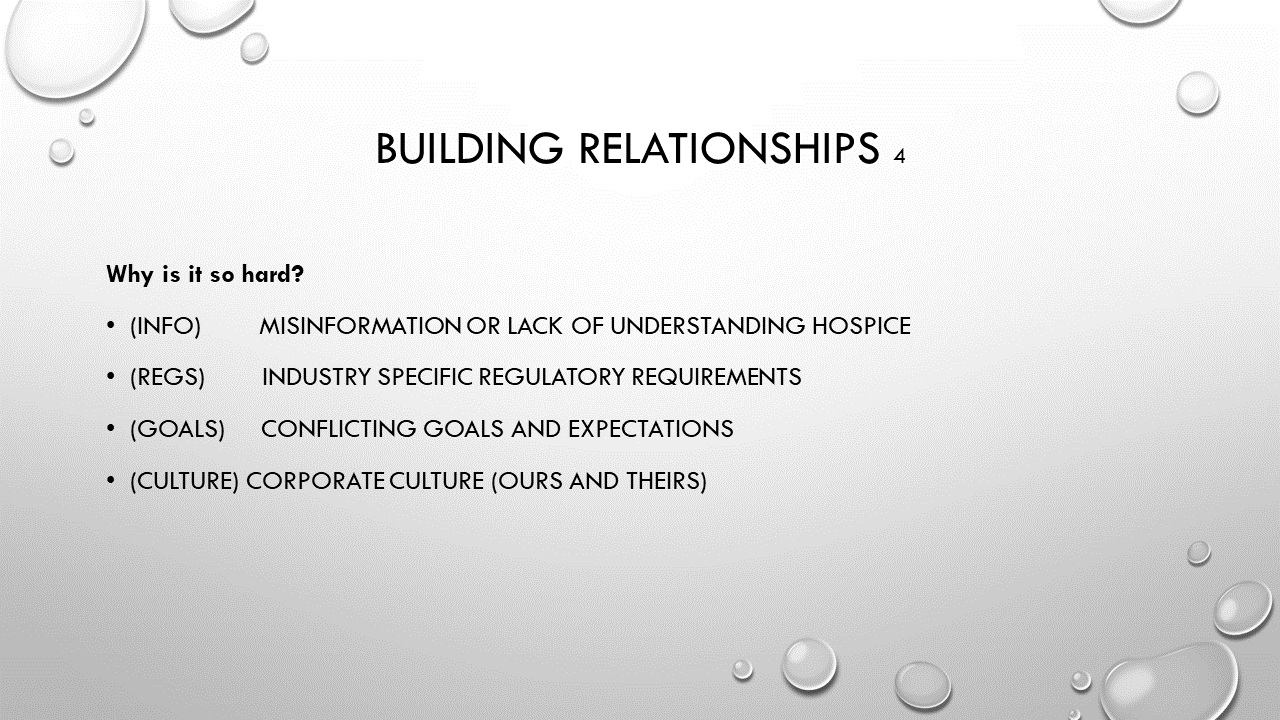 BUILDING RELATIONSHIPS 4
Why is it so hard?
• (INFO) MISINFORMATION OR LACK OF UNDERSTANDING HOSPICE
• (REGS) INDUSTRY SPECIFIC REGULATORY REQUIREMENTS
• (GOALS) CONFLICTING GOALS AND EXPECTATIONS
• (CULTURE) CORPORATE CULTURE (OURS AND THEIRS)